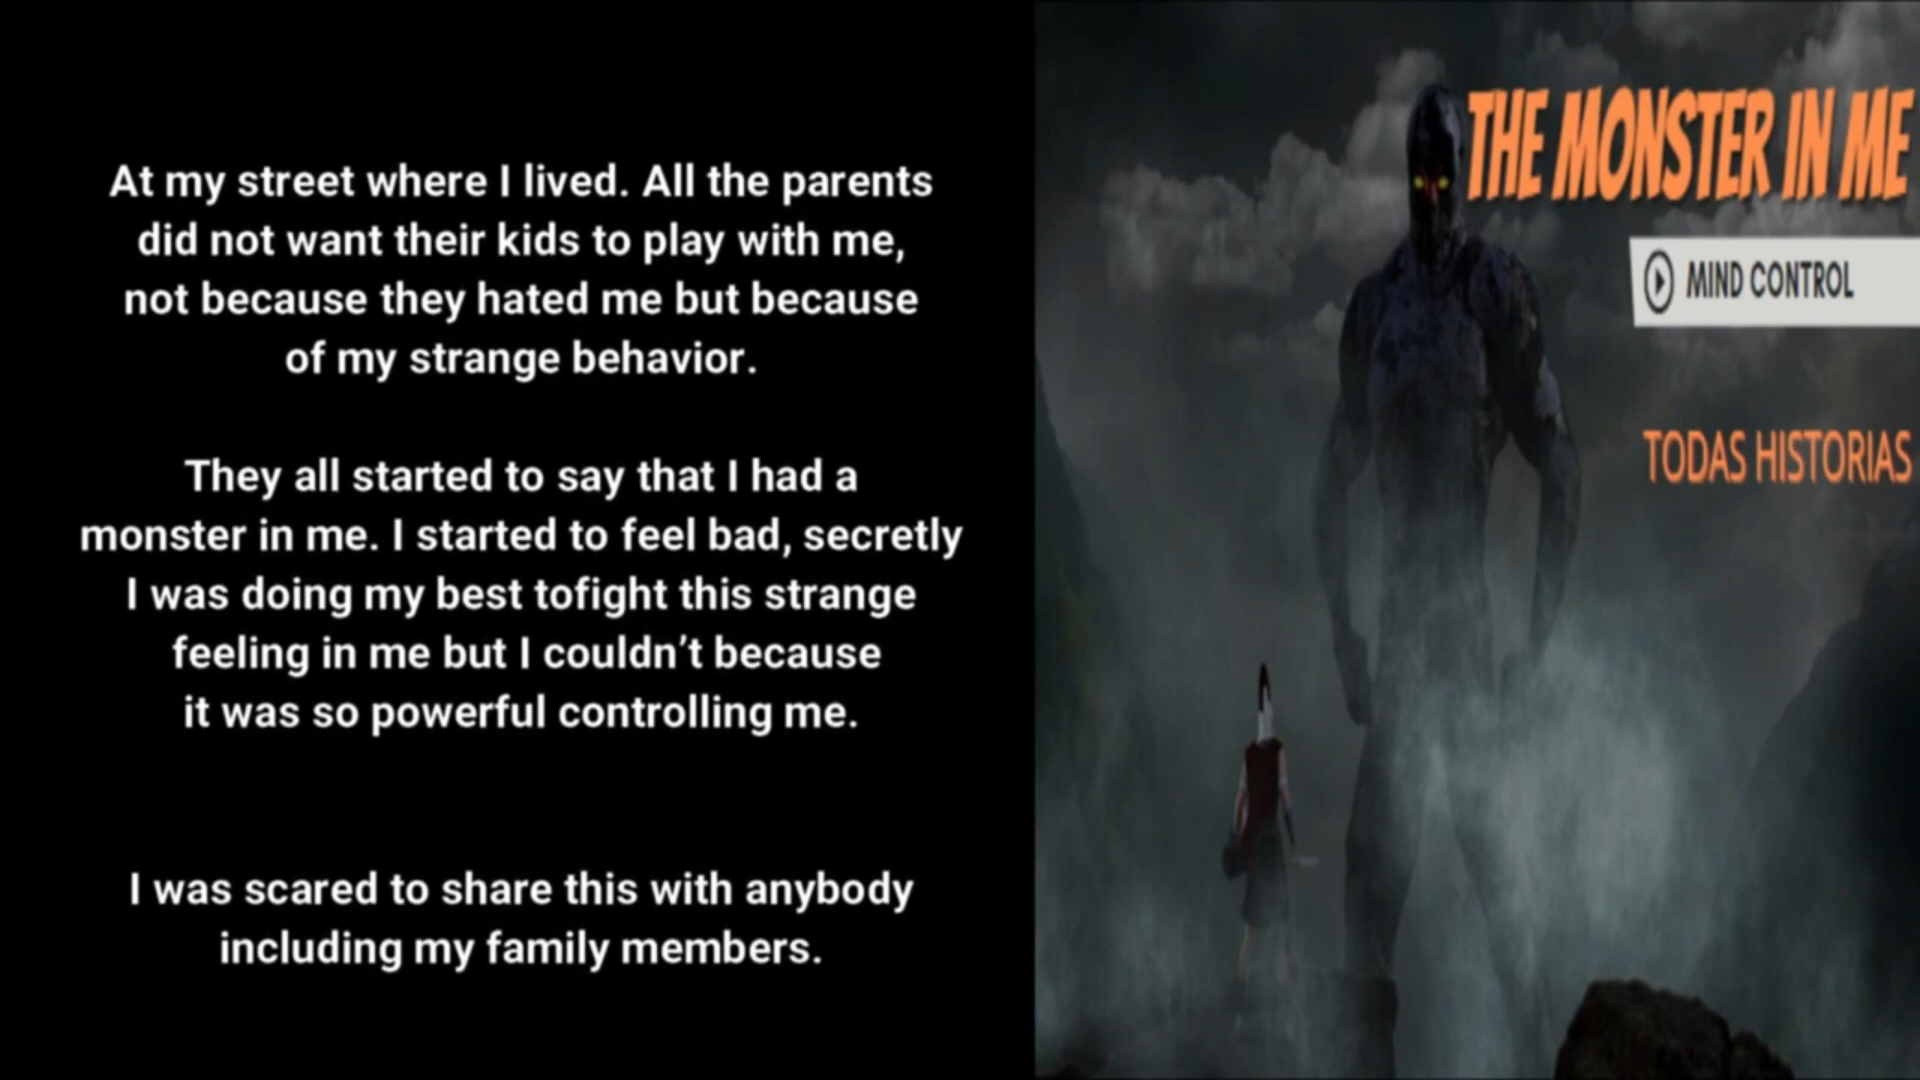 At my street where I lived. All the parents
did not want their kids to play with me,
not because they hated me but because
of my strange behavior.
They all started to say that I had a
monster in me. I started to feel bad, secretly
I was doing my best tofight this strange
feeling in me but I couldn’t because
it was so powerful controlling me.
I was scared to share this with anybody
including my family members.
THE MONSTER IN ME
MIND CONTROL
TODAS HISTORIAS